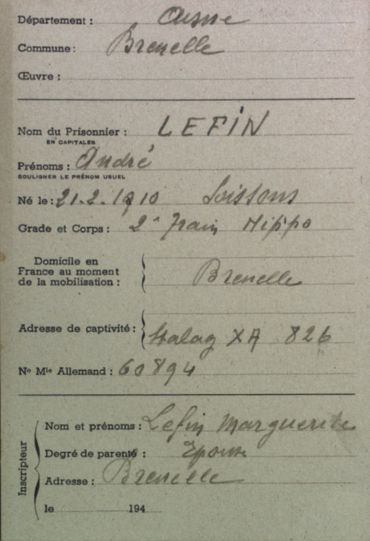 Département : Aisne
Commune : Brenelle
Œuvre :
Nom du Prisonnier : LEFIN
EN CAPITALES
Prénoms : André
SOULIGNER LE PRÉNOM USUEL
Né le : 21-2-1910 Soissons
Grade et Corps : 2e Train Hippo
Domicile en
France au moment
de la mobilisation : Brenelle
Adresse de captivité : Stalag XA 826
No Mle Allemand : 60894
Inscripteur
Nom et prénoms : Lefin Marguerite
Degré de parenté : Epouse
Adresse : Brenelle
le 194